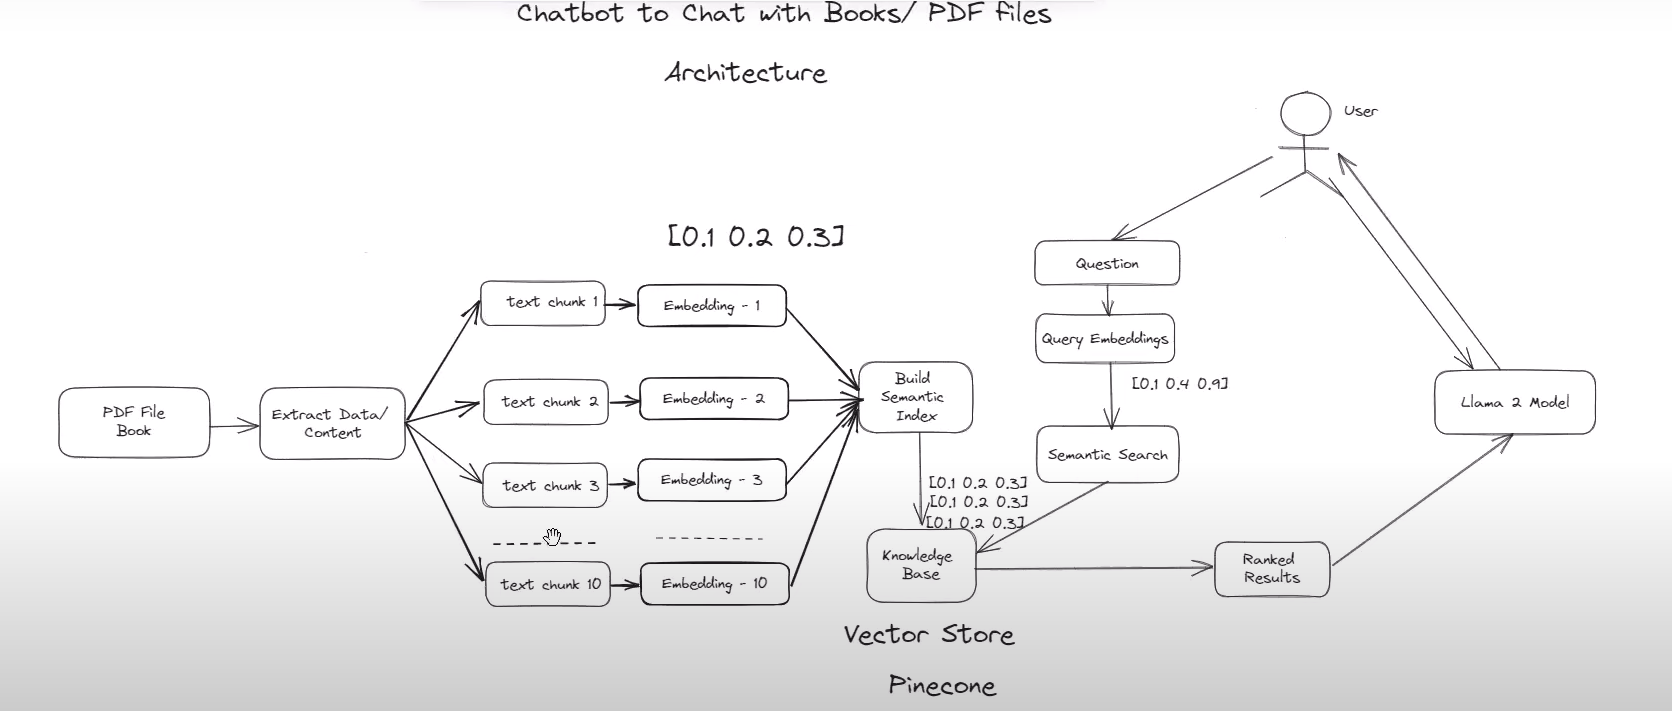 Chatbot to Chat with Books/ PDF files
Architecture
User
[0.1 0.2 0.3]
PDF File
Book
Extract Data/
Content
text chunk 1
Embedding - 1
text chunk 2
Embedding - 2
text chunk 3
Embedding - 3
text chunk 10
Embedding - 10
Build
Semantic
Index
[0.1 0.2 0.3]
[0.1 0.2 0.3]
[0.1 0.2 0.3]
Knowledge
Base
Vector Store
Pinecone
Question
Query Embeddings
[0.1 0.4 0.9]
Semantic Search
Ranked
Results
Llama 2 Model